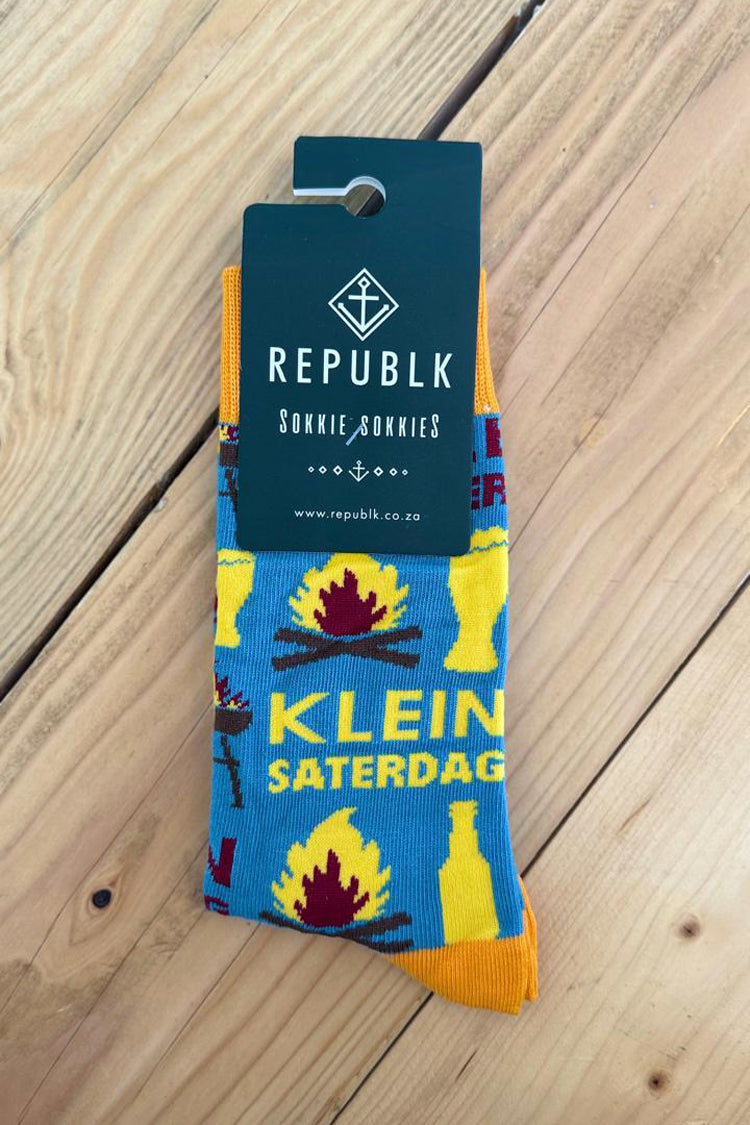 REPUBLK
SOKKIE SOKKIES
www.republk.co.za
KLEIN
SATERDAG